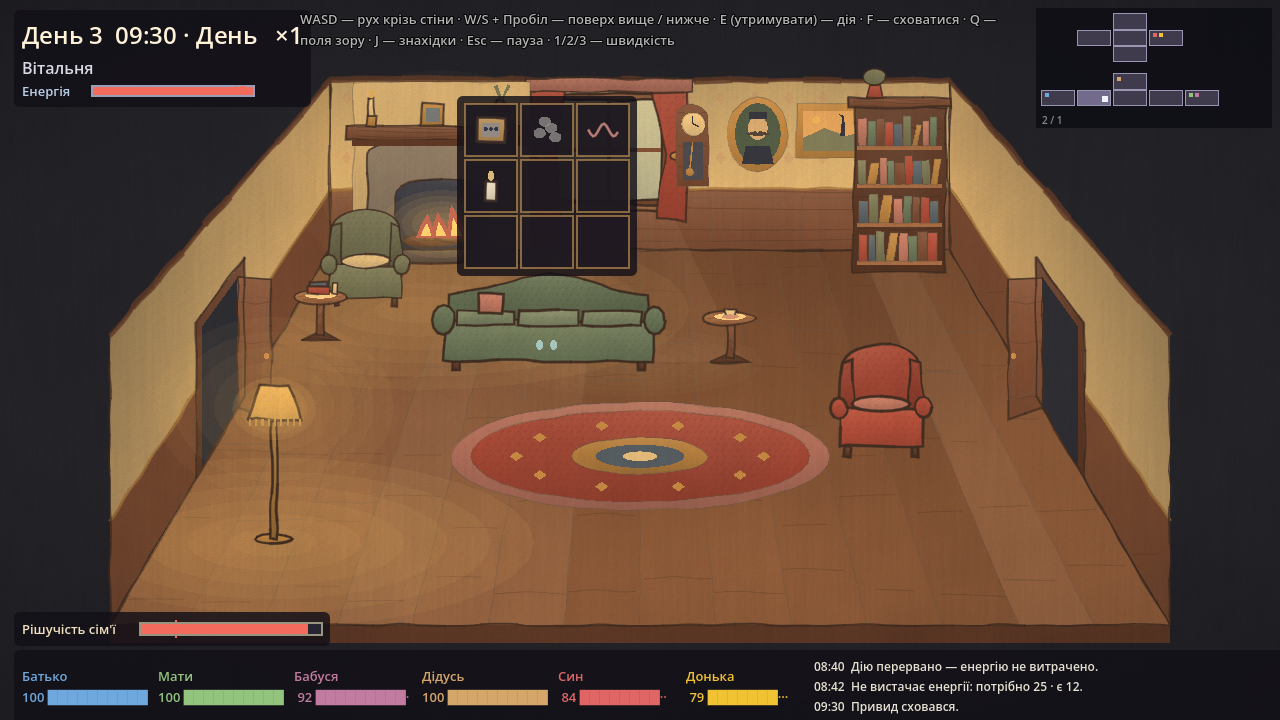 День 3 09:30 · День ×1
WASD — рух крізь стіни · W/S + Пробіл — поверх вище / нижче · E (утримувати) — дія · F — сховатися · Q —
поля зору · J — знахідки · Esc — пауза · 1/2/3 — швидкість
Вітальня
Енергія
2 / 1
Рішучість сім'ї
Батько
100
Мати
100
Бабуся
92
Дідусь
100
Син
84
Донька
79
08:40 Дію перервано — енергію не витрачено.
08:42 Не вистачає енергії: потрібно 25 · є 12.
09:30 Привид сховався.